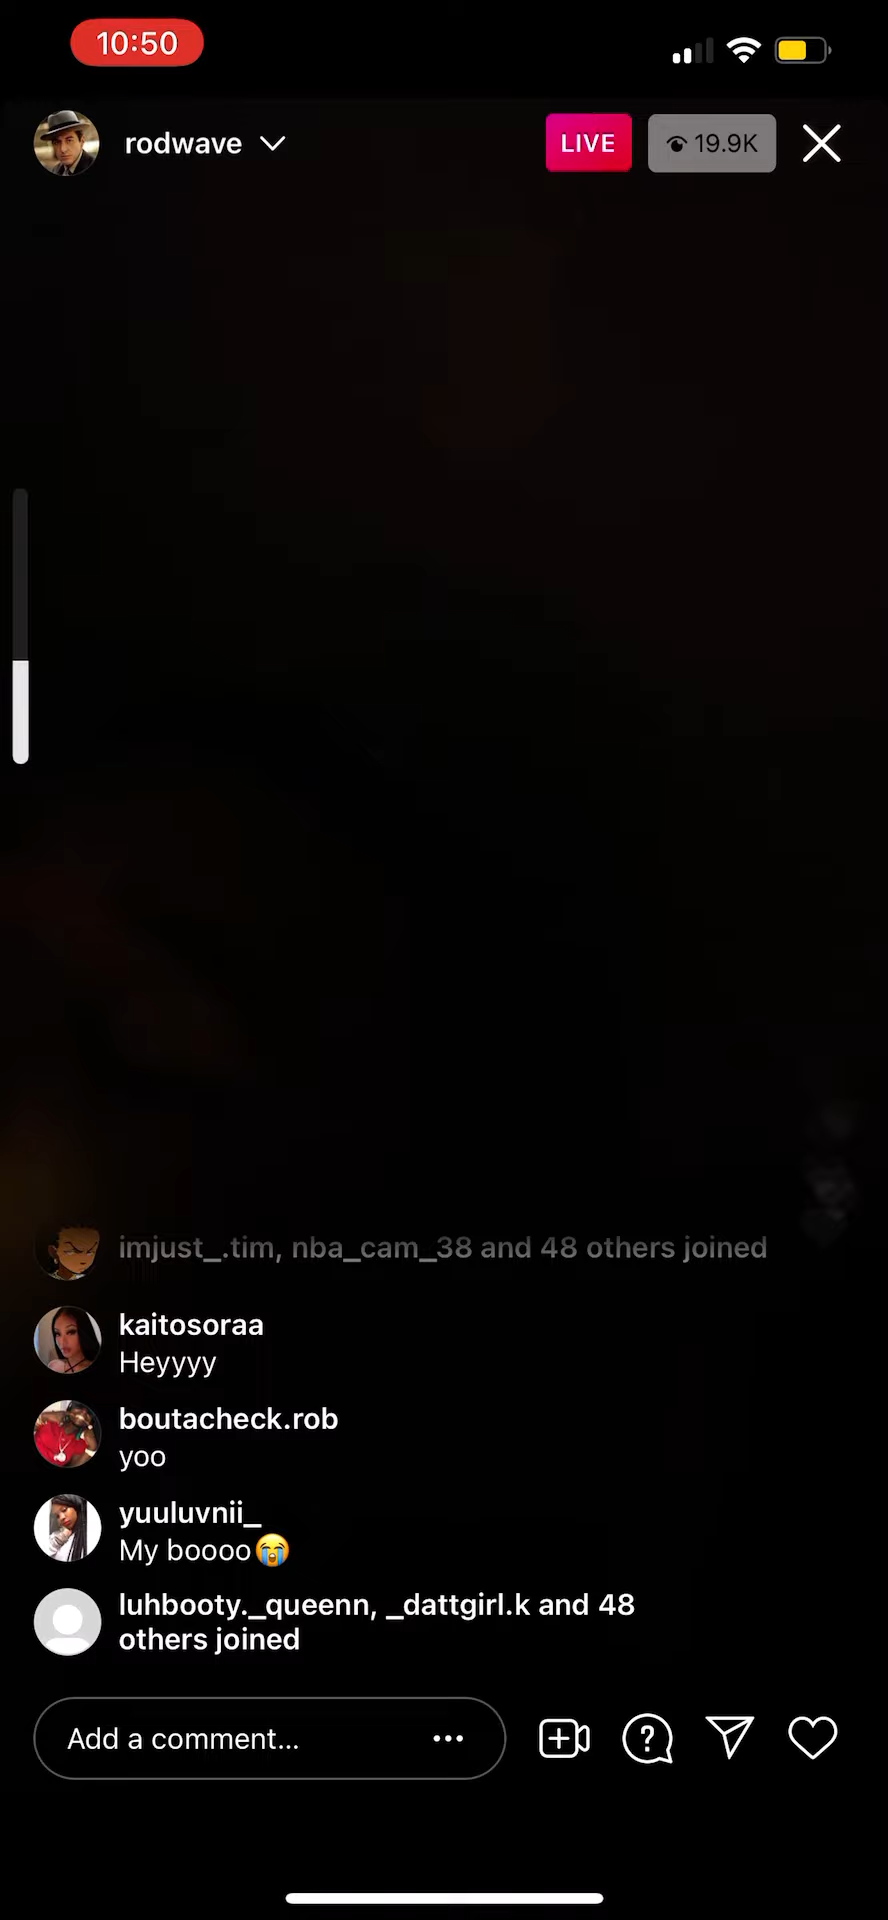 10:50
rodwave
LIVE
19.9K
imjust_.tim, nba_cam_38 and 48 others joined
kaitosoraa
Heyyyy
boutacheck.rob
yoo
yuuluvnii_
My boooo😭
luhbooty._queenn, _dattgirl.k and 48
others joined
Add a comment...